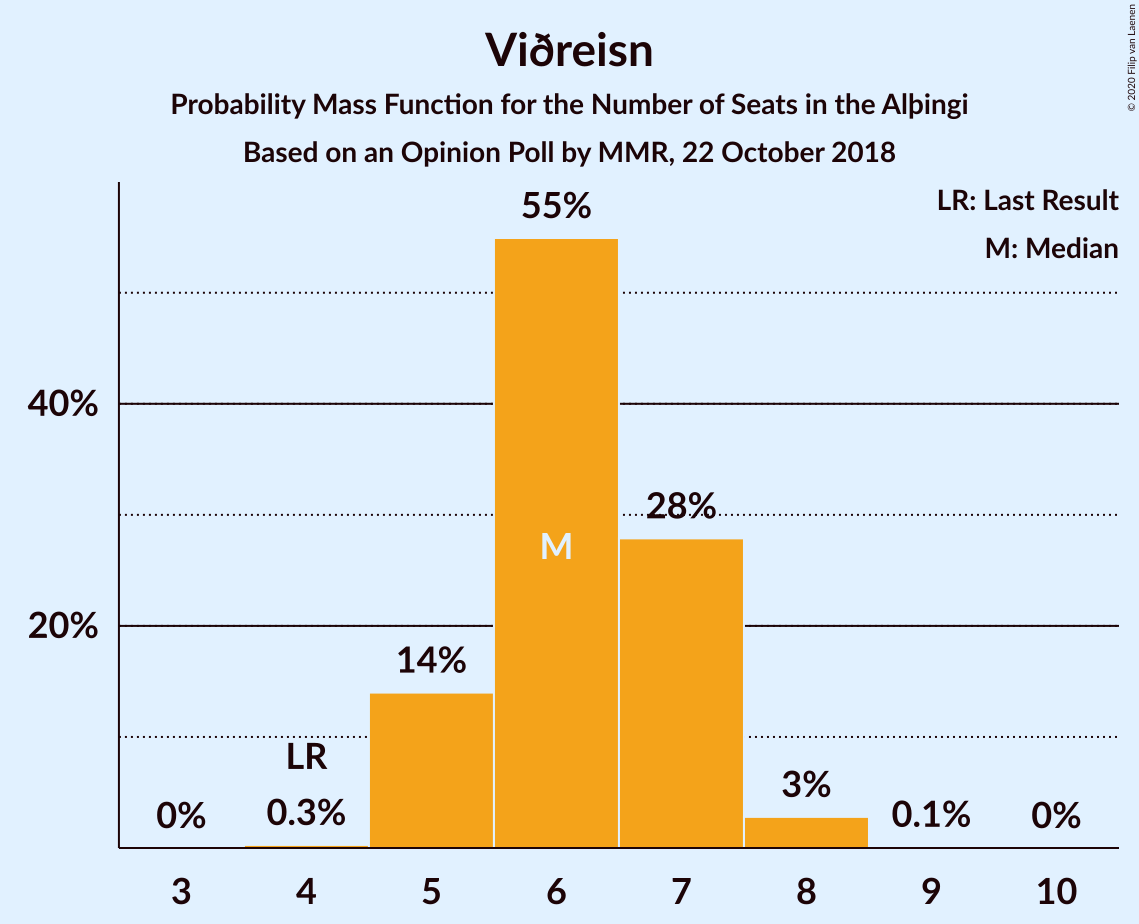 Viðreisn
Probability Mass Function for the Number of Seats in the Alþingi
Based on an Opinion Poll by MMR, 22 October 2018
© 2020 Filip van Laenen
LR: Last Result
M: Median
55%
40%
28%
M
20%
14%
LR
3%
0% 0.3% 0.1% 0%
3 4 5 6 7 8 9 10